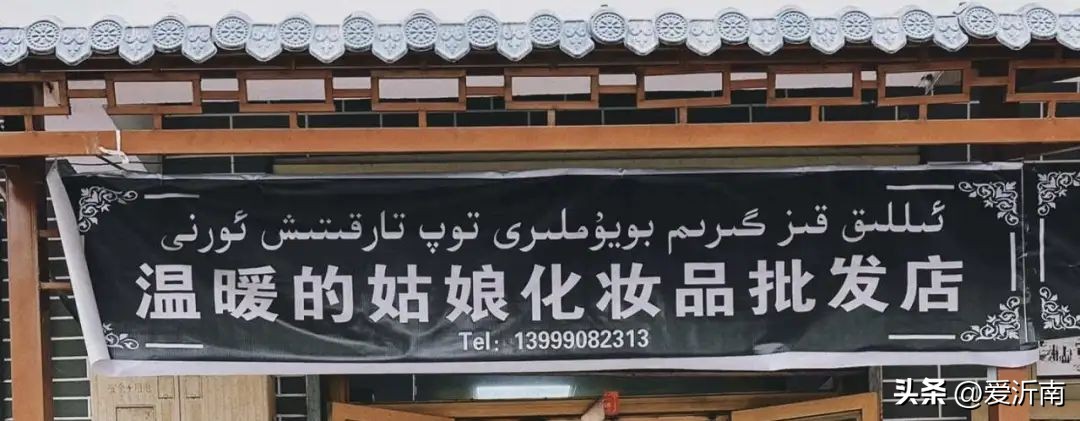 ئىللىق قىز گىرىم بويۇملىرى توپ تارقىتىش ئورنى
温暖的姑娘化妆品批发店
Tel: 13999082313
头条 @爱沂南